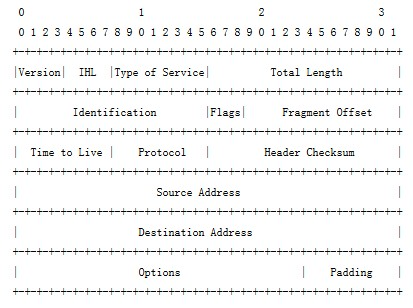 0                   1                   2                   3
0 1 2 3 4 5 6 7 8 9 0 1 2 3 4 5 6 7 8 9 0 1 2 3 4 5 6 7 8 9 0 1
+-+-+-+-+-+-+-+-+-+-+-+-+-+-+-+-+-+-+-+-+-+-+-+-+-+-+-+-+-+-+-+-+
|Version|  IHL  |Type of Service|          Total Length         |
+-+-+-+-+-+-+-+-+-+-+-+-+-+-+-+-+-+-+-+-+-+-+-+-+-+-+-+-+-+-+-+-+
|         Identification        |Flags|      Fragment Offset    |
+-+-+-+-+-+-+-+-+-+-+-+-+-+-+-+-+-+-+-+-+-+-+-+-+-+-+-+-+-+-+-+-+
|  Time to Live |    Protocol   |         Header Checksum       |
+-+-+-+-+-+-+-+-+-+-+-+-+-+-+-+-+-+-+-+-+-+-+-+-+-+-+-+-+-+-+-+-+
|                       Source Address                          |
+-+-+-+-+-+-+-+-+-+-+-+-+-+-+-+-+-+-+-+-+-+-+-+-+-+-+-+-+-+-+-+-+
|                    Destination Address                        |
+-+-+-+-+-+-+-+-+-+-+-+-+-+-+-+-+-+-+-+-+-+-+-+-+-+-+-+-+-+-+-+-+
|                    Options                    |    Padding    |
+-+-+-+-+-+-+-+-+-+-+-+-+-+-+-+-+-+-+-+-+-+-+-+-+-+-+-+-+-+-+-+-+